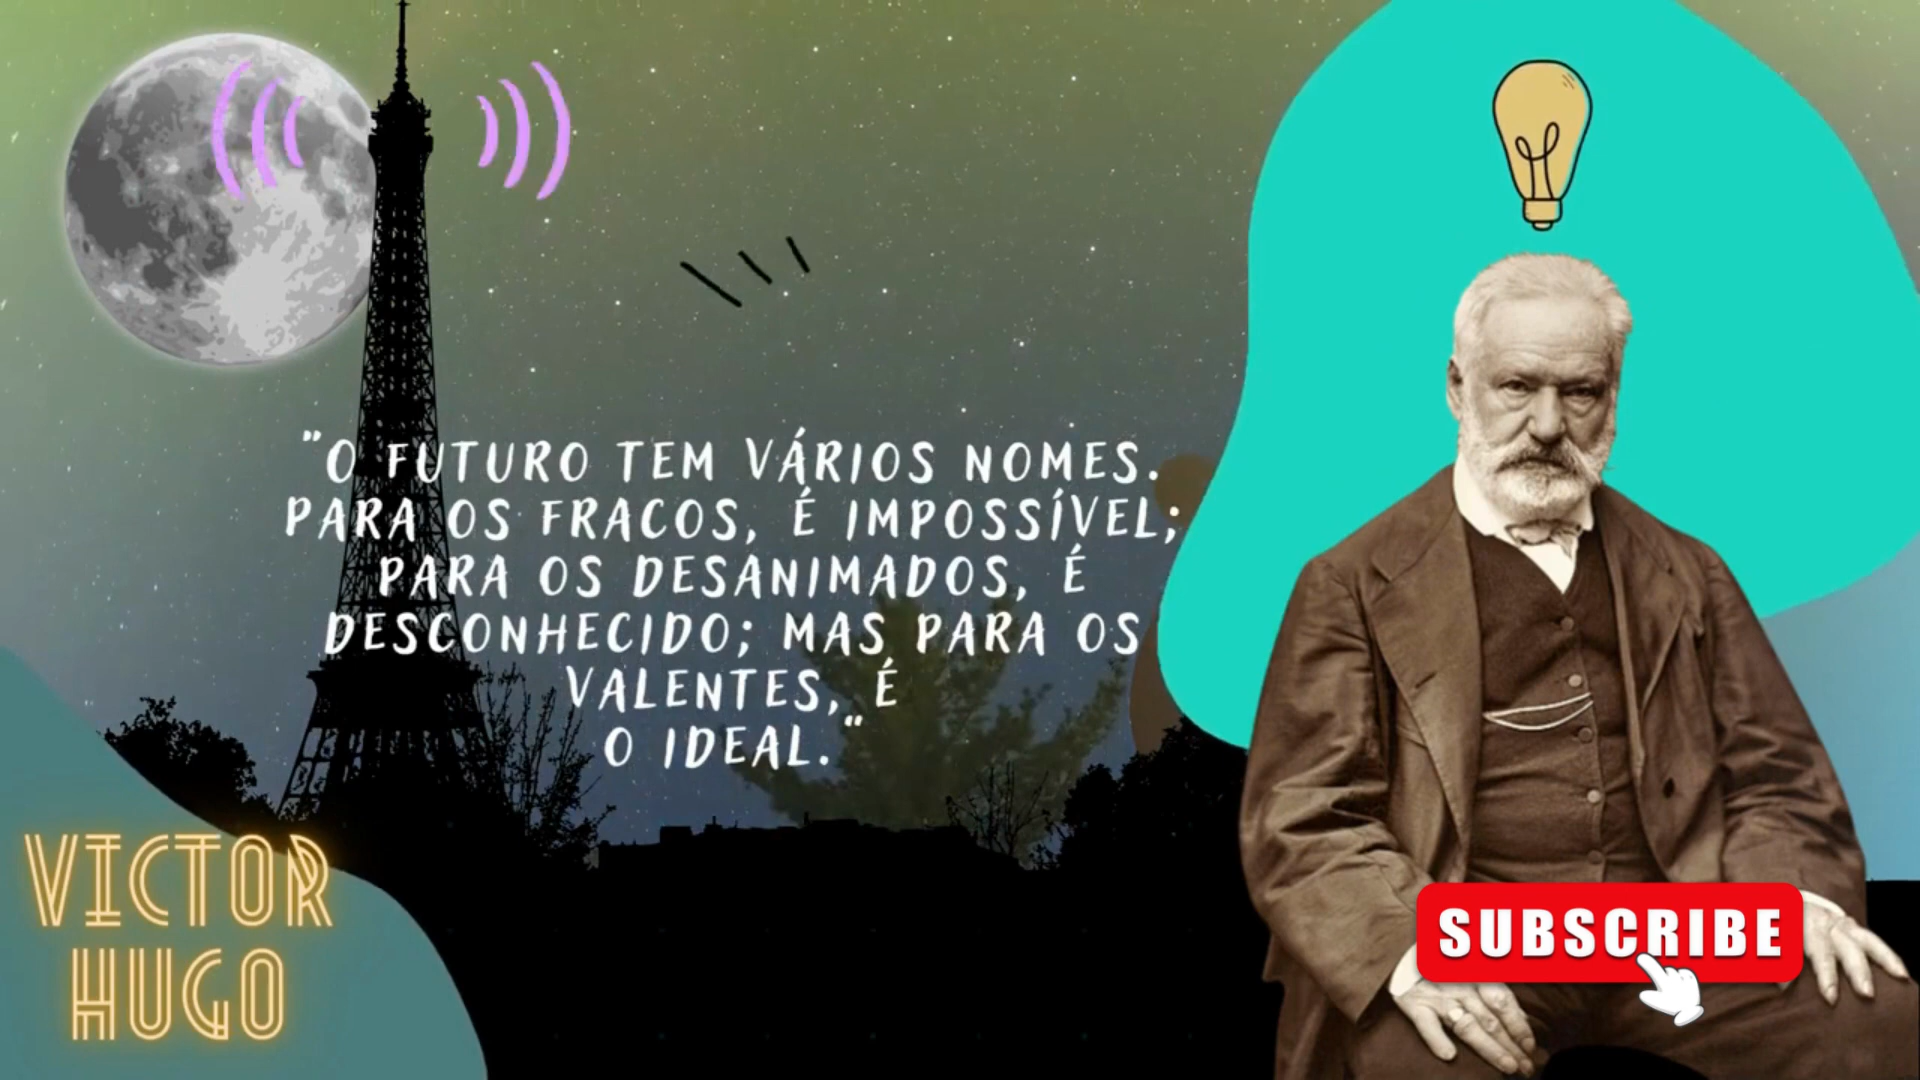 "O FUTURO TEM VÁRIOS NOMES.
PARA OS FRACOS, É IMPOSSÍVEL;
PARA OS DESANIMADOS, É
DESCONHECIDO; MAS PARA OS
VALENTES, É
O IDEAL."
VICTOR
HUGO
SUBSCRIBE